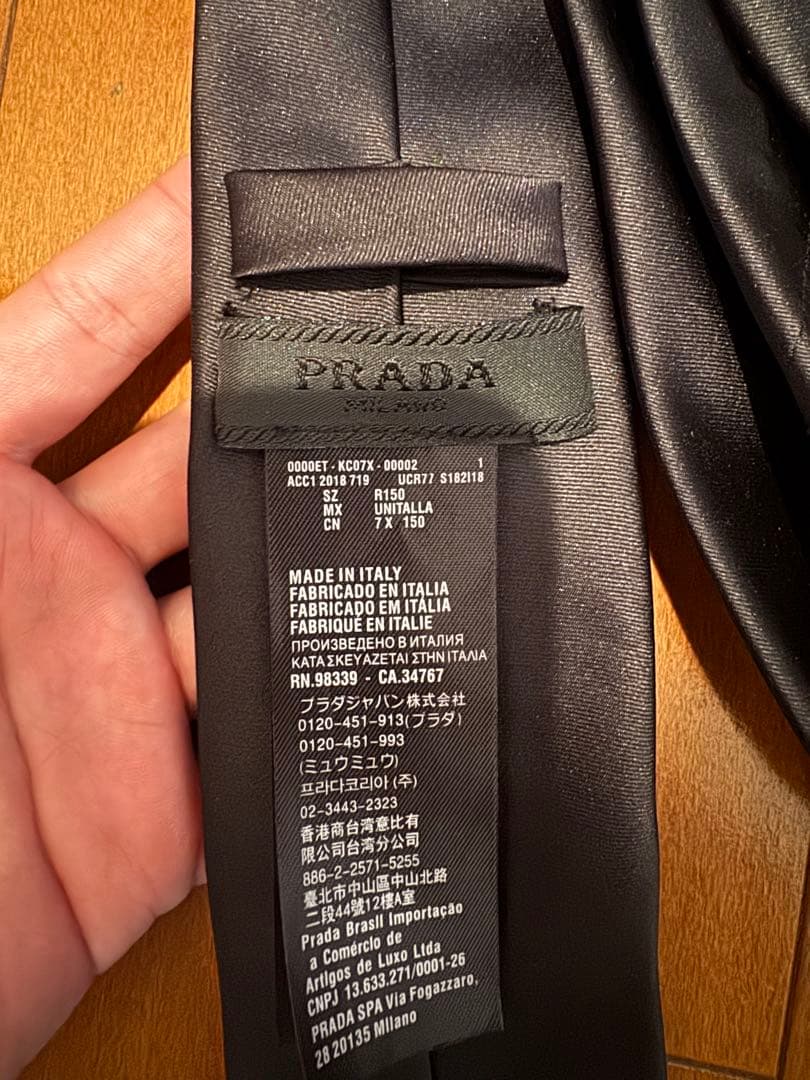 PRADA
MILANO
0000ET - KC07X - 00002 1
ACC1 2018 719 UCR77 S182I18
SZ R150
MX UNITALLA
CN 7 X 150
MADE IN ITALY
FABRICADO EN ITALIA
FABRICADO EM ITÁLIA
FABRIQUÉ EN ITALIE
ПРОИЗВЕДЕНО В ИТАЛИЯ
ΚΑΤΑΣΚΕΥΑΖΕΤΑΙ ΣΤΗΝ ΙΤΑΛΙΑ
RN.98339 - CA.34767
プラダジャパン株式会社
0120-451-913(プラダ)
0120-451-993
(ミュウミュウ)
프라다코리아 (주)
02-3443-2323
香港商台湾意比有
限公司台湾分公司
886-2-2571-5255
臺北市中山區中山北路
二段44號12樓A室
Prada Brasil Importação
a Comércio de
Artigos de Luxo Ltda
CNPJ 13.633.271/0001-26
PRADA SPA Via Fogazzaro,
28 20135 Milano